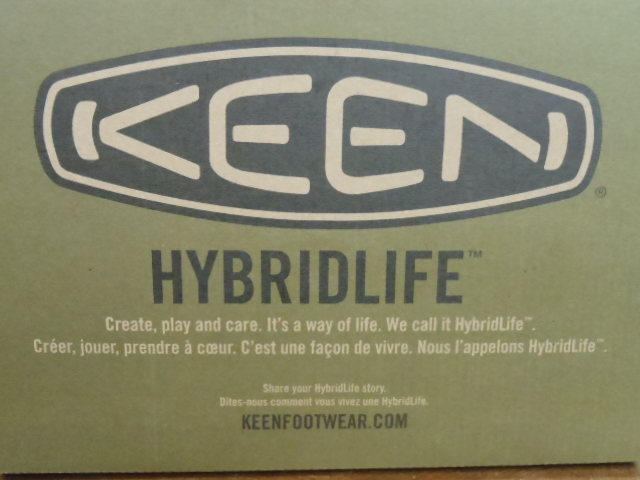 KEEN®
HYBRIDLIFE™
Create, play and care. It's a way of life. We call it HybridLife™.
Créer, jouer, prendre à cœur. C'est une façon de vivre. Nous l'appelons HybridLife™.
Share your HybridLife story.
Dites-nous comment vous vivez une HybridLife.
KEENFOOTWEAR.COM